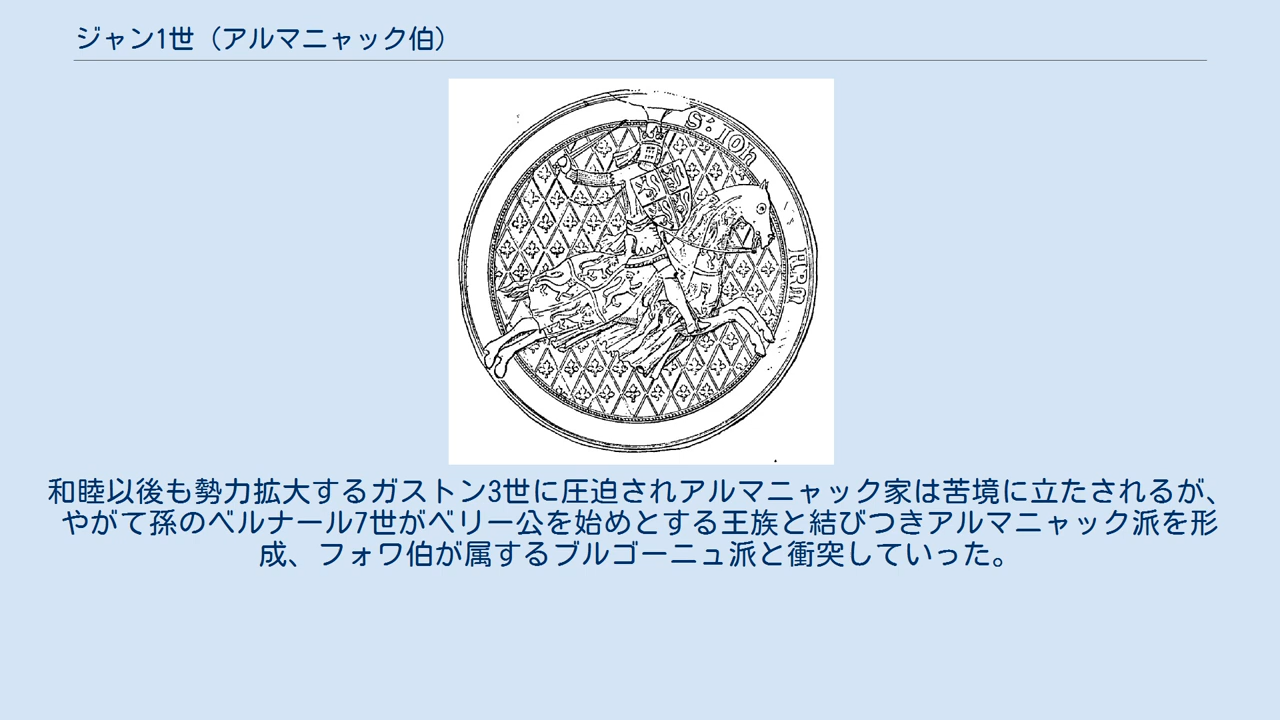 ジャン1世（アルマニャック伯）
S: IOh
和睦以後も勢力拡大するガストン3世に圧迫されアルマニャック家は苦境に立たされるが、
やがて孫のベルナール7世がベリー公を始めとする王族と結びつきアルマニャック派を形
成、フォワ伯が属するブルゴーニュ派と衝突していった。